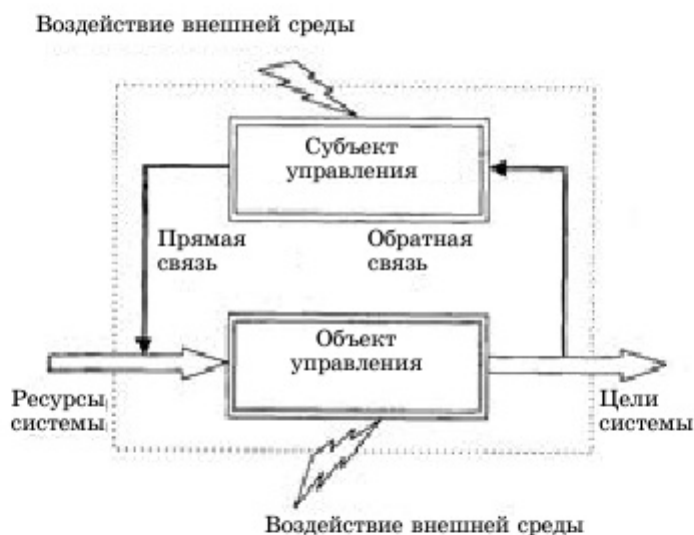 Воздействие внешней среды
Субъект
управления
Прямая
связь
Обратная
связь
Объект
управления
Ресурсы
системы
Цели
системы
Воздействие внешней среды